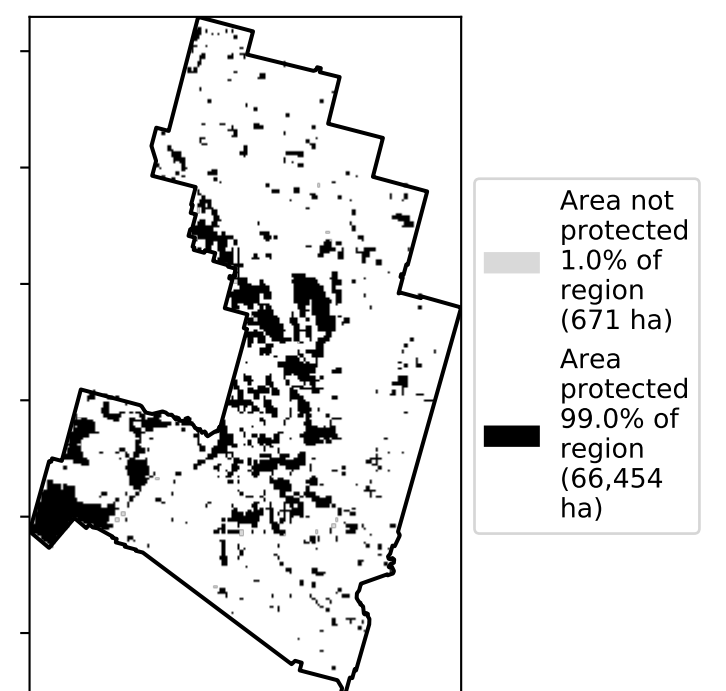 Area not
protected
1.0% of
region
(671 ha)
Area
protected
99.0% of
region
(66,454
ha)